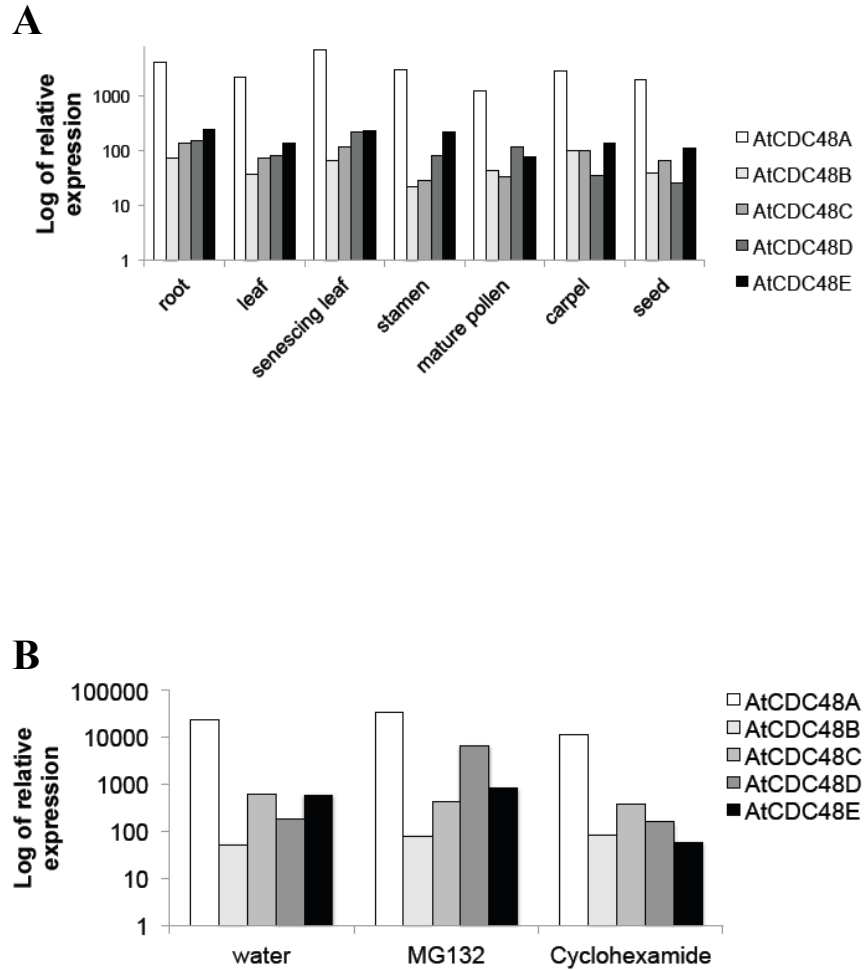 A
Log of relative
expression
1000
100
10
1
root
leaf
senescing leaf
stamen
mature pollen
carpel
seed
AtCDC48A
AtCDC48B
AtCDC48C
AtCDC48D
AtCDC48E
B
Log of relative
expression
100000
10000
1000
100
10
1
water
MG132
Cyclohexamide
AtCDC48A
AtCDC48B
AtCDC48C
AtCDC48D
AtCDC48E